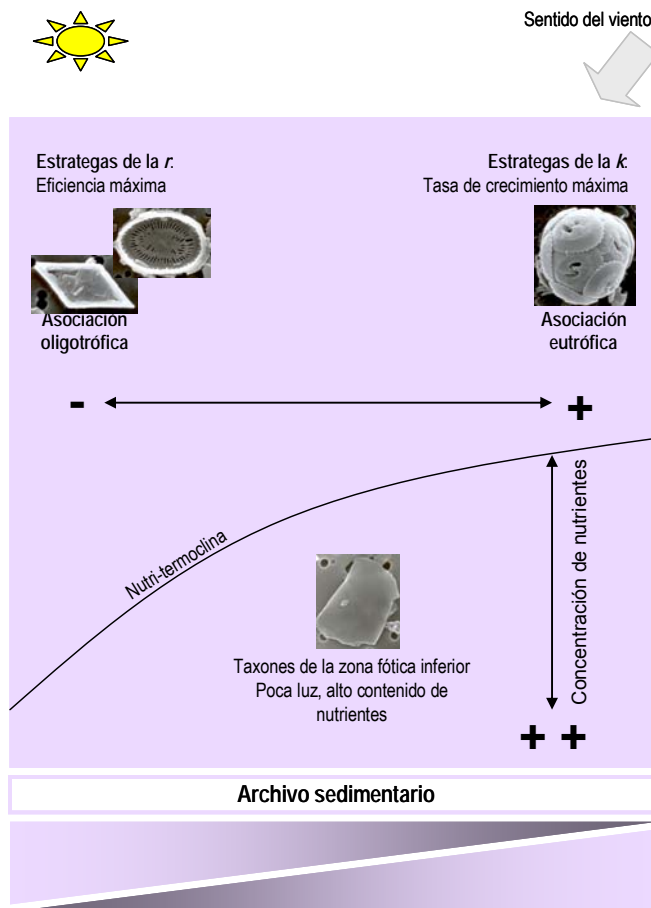 Sentido del viento
Estrategas de la r:
Eficiencia máxima
Estrategas de la k:
Tasa de crecimiento máxima
Asociación
oligotrófica
Asociación
eutrófica
-
+
Nutri-termoclina
Concentración de nutrientes
Taxones de la zona fótica inferior
Poca luz, alto contenido de
nutrientes
+ +
Archivo sedimentario